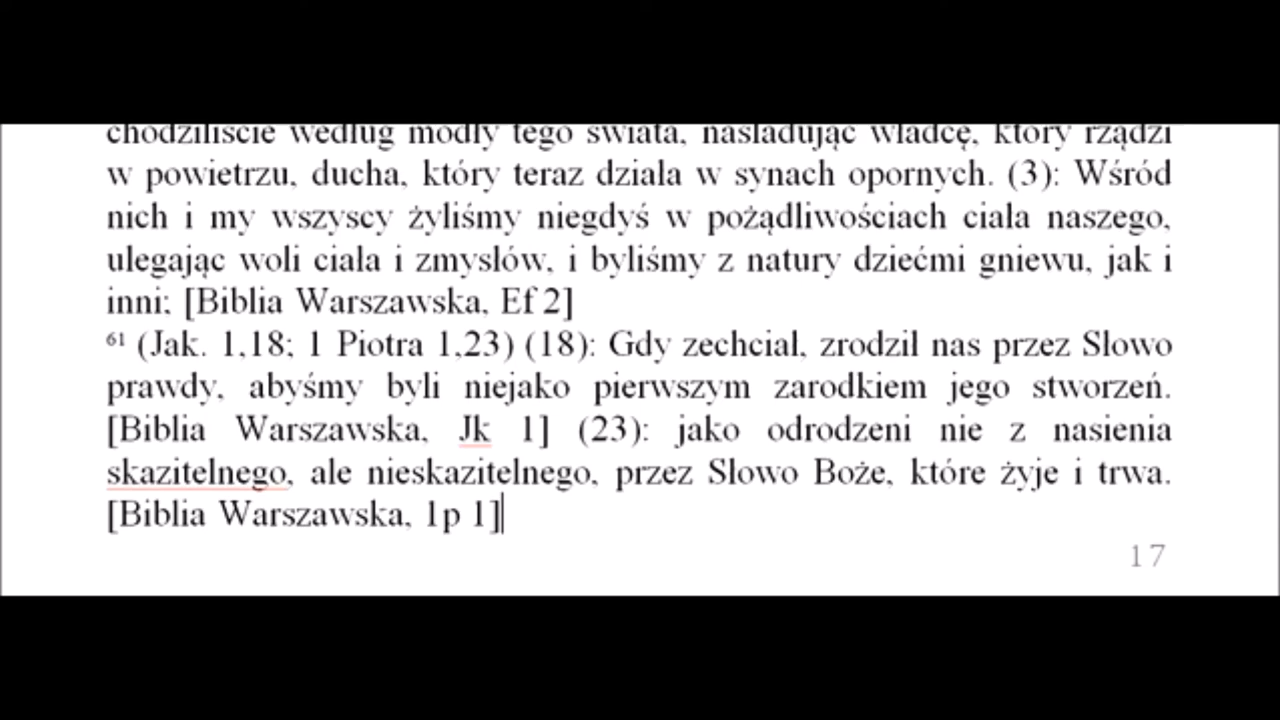 chodziliście według modły tego świata, naśladując władcę, który rządzi
w powietrzu, ducha, który teraz działa w synach opornych. (3): Wśród
nich i my wszyscy żyliśmy niegdyś w pożądliwościach ciała naszego,
ulegając woli ciała i zmysłów, i byliśmy z natury dziećmi gniewu, jak i
inni; [Biblia Warszawska, Ef 2]
61 (Jak. 1,18; 1 Piotra 1,23) (18): Gdy zechciał, zrodził nas przez Słowo
prawdy, abyśmy byli niejako pierwszym zarodkiem jego stworzeń.
[Biblia Warszawska, Jk 1] (23): jako odrodzeni nie z nasienia
skazitelnego, ale nieskazitelnego, przez Słowo Boże, które żyje i trwa.
[Biblia Warszawska, 1p 1]
17